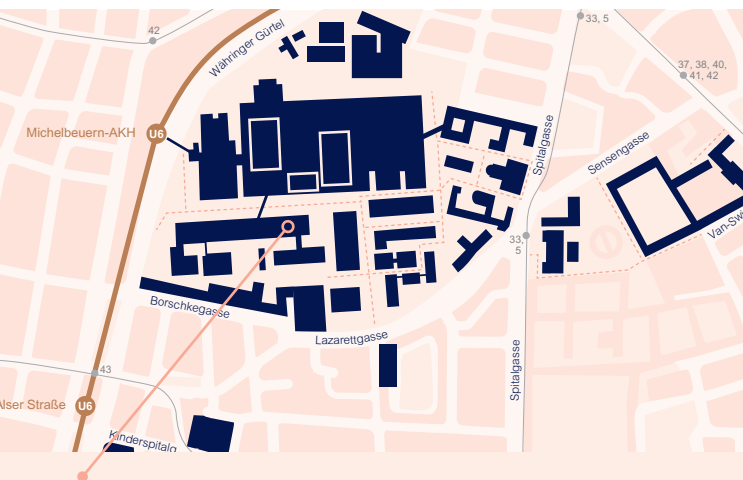 42
Währinger Gürtel
33, 5
37, 38, 40,
41, 42
Michelbeuern-AKH
U6
Spitalgasse
Sensengasse
Van-Sw
33,
5
Borschkegasse
Lazarettgasse
Spitalgasse
43
Alser Straße
U6
Kinderspitalg